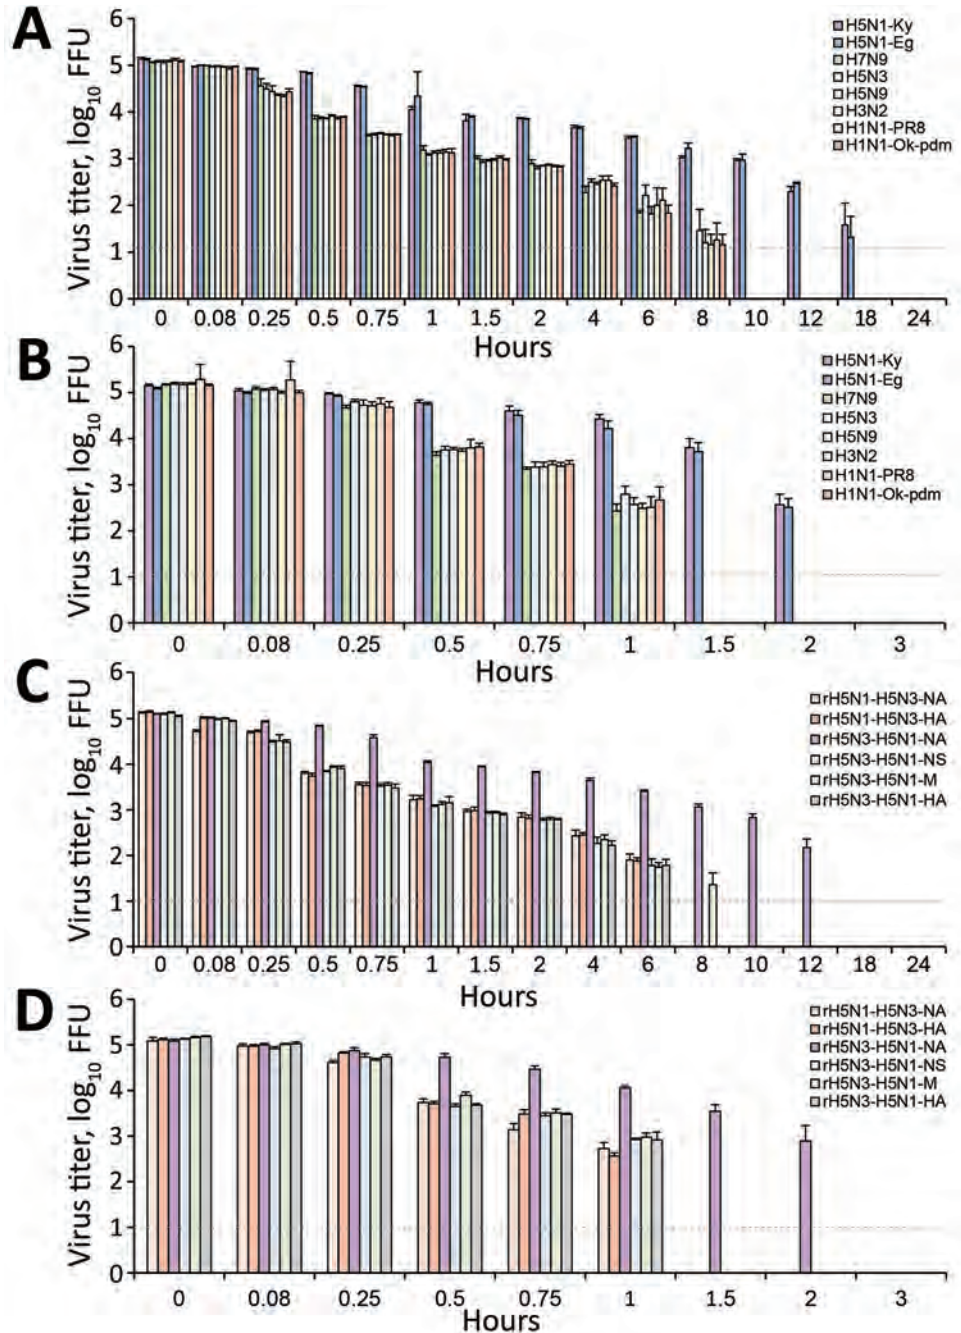 A
Virus titer, log10 FFU
6
5
4
3
2
1
0
0 0.08 0.25 0.5 0.75 1 1.5 2 4 6 8 10 12 18 24
Hours
H5N1-Ky
H5N1-Eg
H7N9
H5N3
H5N9
H3N2
H1N1-PR8
H1N1-Ok-pdm
B
Virus titer, log10 FFU
6
5
4
3
2
1
0
0 0.08 0.25 0.5 0.75 1 1.5 2 3
Hours
H5N1-Ky
H5N1-Eg
H7N9
H5N3
H5N9
H3N2
H1N1-PR8
H1N1-Ok-pdm
C
Virus titer, log10 FFU
6
5
4
3
2
1
0
0 0.08 0.25 0.5 0.75 1 1.5 2 4 6 8 10 12 18 24
Hours
rH5N1-H5N3-NA
rH5N1-H5N3-HA
rH5N3-H5N1-NA
rH5N3-H5N1-NS
rH5N3-H5N1-M
rH5N3-H5N1-HA
D
Virus titer, log10 FFU
6
5
4
3
2
1
0
0 0.08 0.25 0.5 0.75 1 1.5 2 3
Hours
rH5N1-H5N3-NA
rH5N1-H5N3-HA
rH5N3-H5N1-NA
rH5N3-H5N1-NS
rH5N3-H5N1-M
rH5N3-H5N1-HA